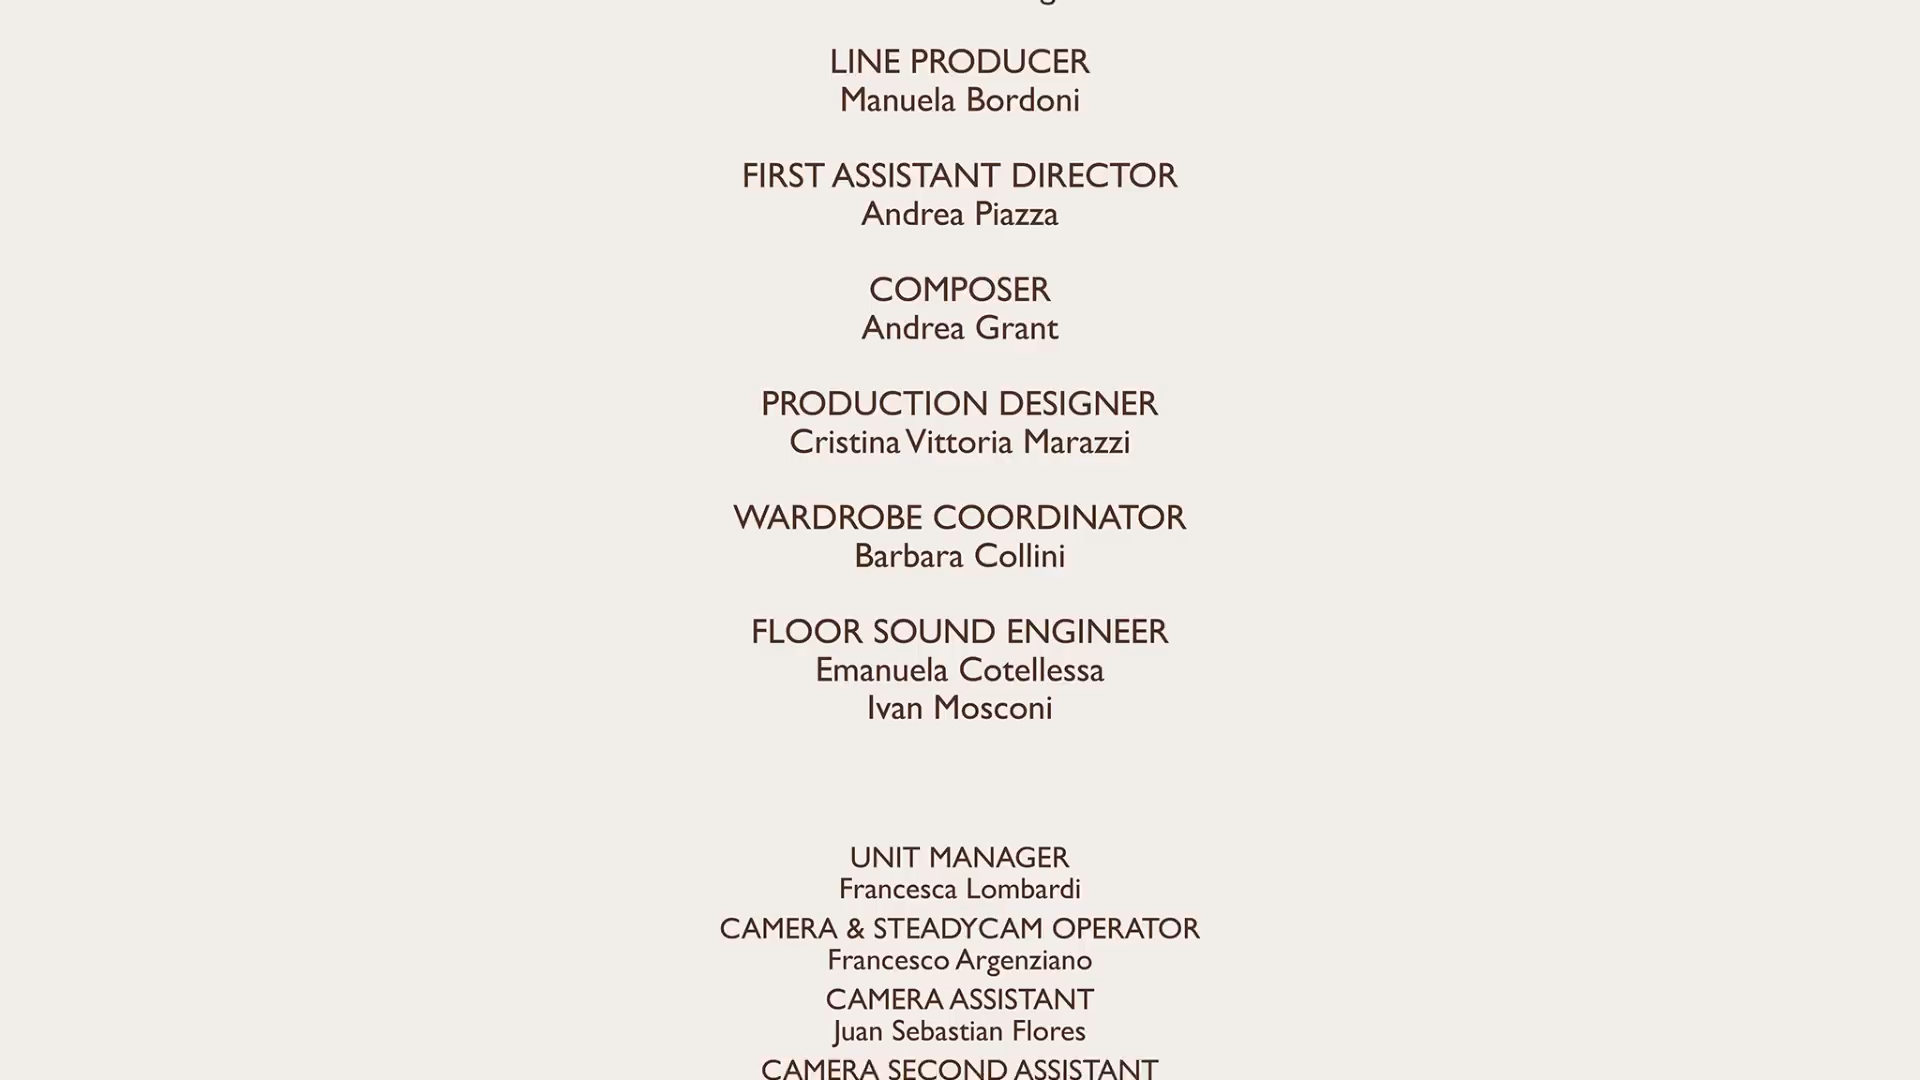 LINE PRODUCER
Manuela Bordoni
FIRST ASSISTANT DIRECTOR
Andrea Piazza
COMPOSER
Andrea Grant
PRODUCTION DESIGNER
Cristina Vittoria Marazzi
WARDROBE COORDINATOR
Barbara Collini
FLOOR SOUND ENGINEER
Emanuela Cotellessa
Ivan Mosconi
UNIT MANAGER
Francesca Lombardi
CAMERA & STEADYCAM OPERATOR
Francesco Argenziano
CAMERA ASSISTANT
Juan Sebastian Flores
CAMERA SECOND ASSISTANT